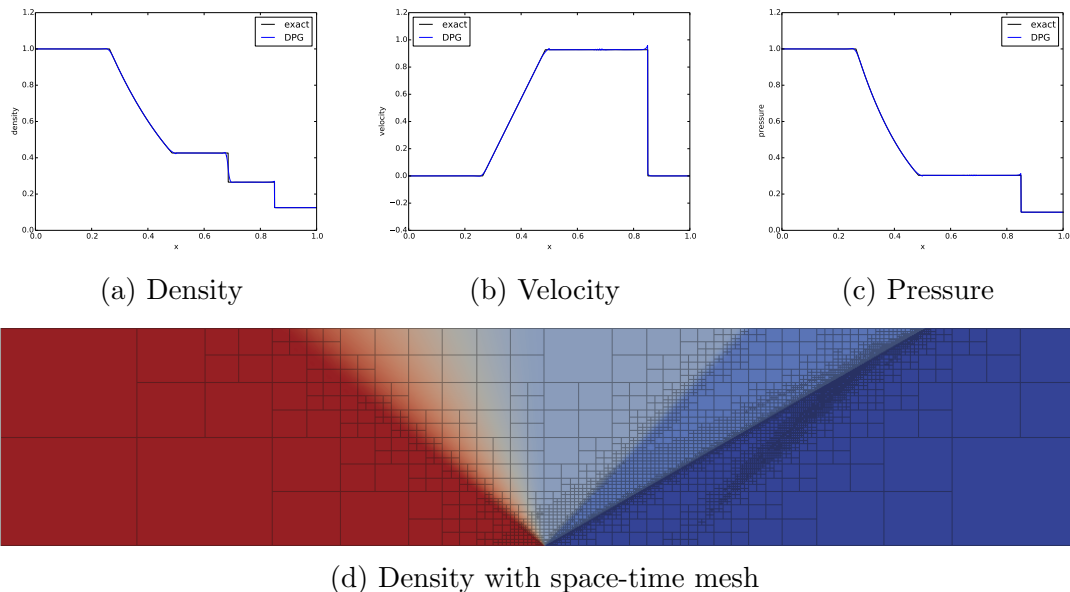 1.2
1.0
0.8
0.6
0.4
0.2
0.0
density
0.0 0.2 0.4 0.6 0.8 1.0
x
exact
DPG
(a) Density
1.2
1.0
0.8
0.6
0.4
0.2
0.0
−0.2
−0.4
velocity
0.0 0.2 0.4 0.6 0.8 1.0
x
exact
DPG
(b) Velocity
1.2
1.0
0.8
0.6
0.4
0.2
0.0
pressure
0.0 0.2 0.4 0.6 0.8 1.0
x
exact
DPG
(c) Pressure
(d) Density with space-time mesh